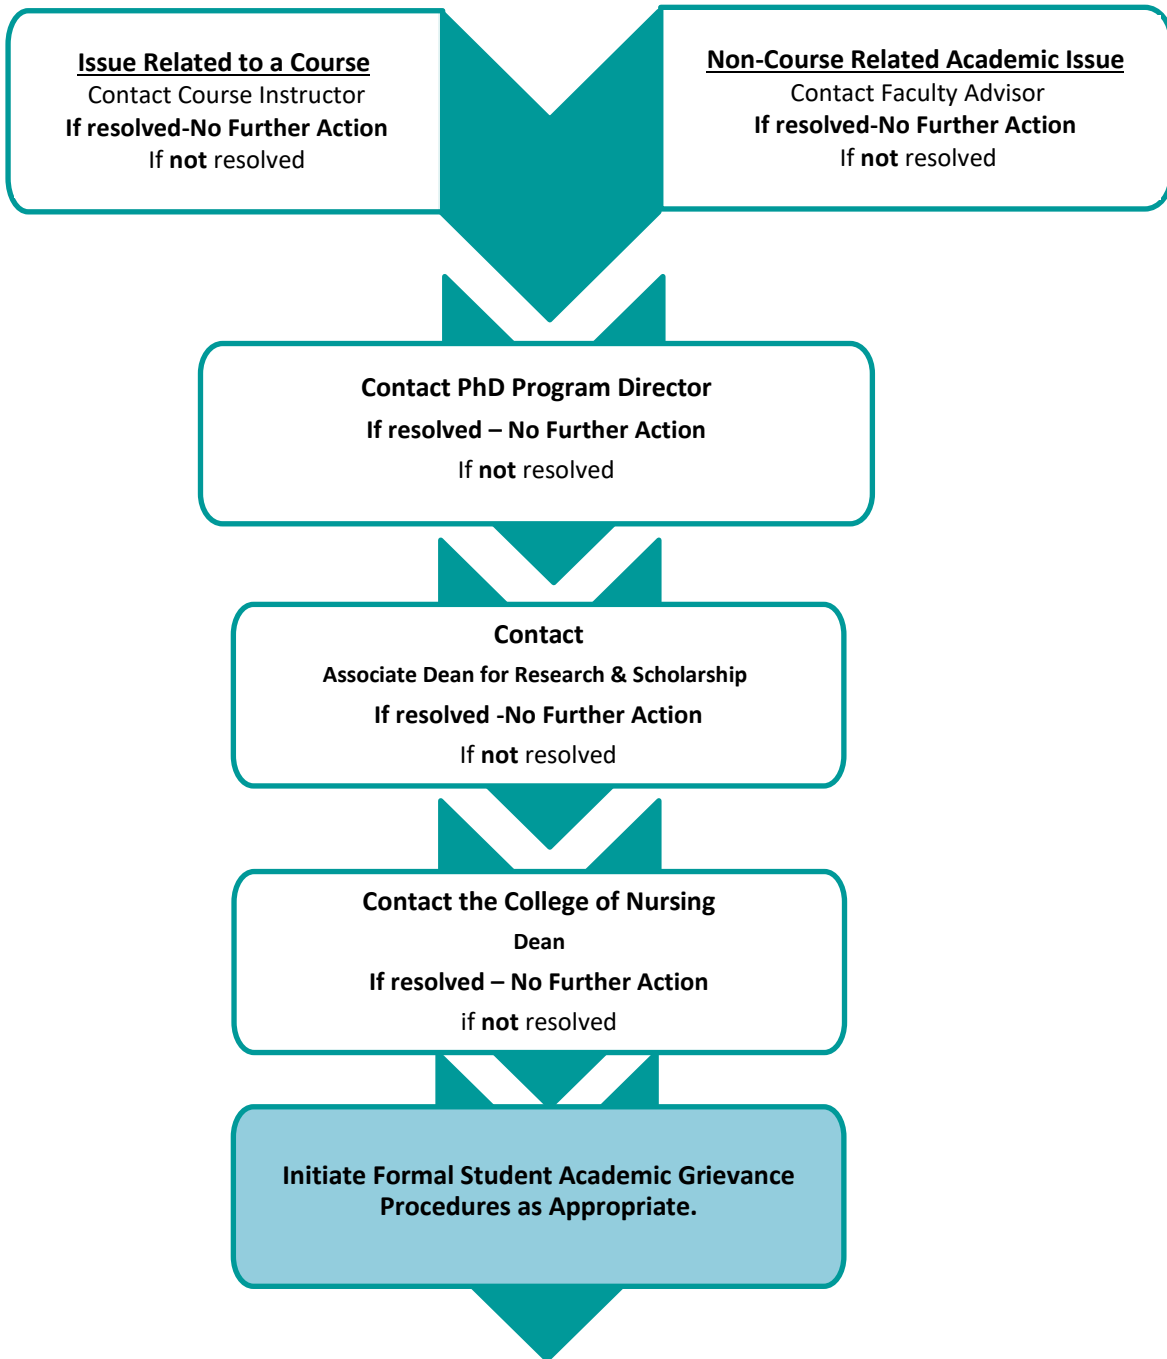 Issue Related to a Course
Contact Course Instructor
If resolved-No Further Action
If not resolved
Non-Course Related Academic Issue
Contact Faculty Advisor
If resolved-No Further Action
If not resolved
Contact PhD Program Director
If resolved – No Further Action
If not resolved
Contact
Associate Dean for Research & Scholarship
If resolved -No Further Action
If not resolved
Contact the College of Nursing
Dean
If resolved – No Further Action
if not resolved
Initiate Formal Student Academic Grievance
Procedures as Appropriate.